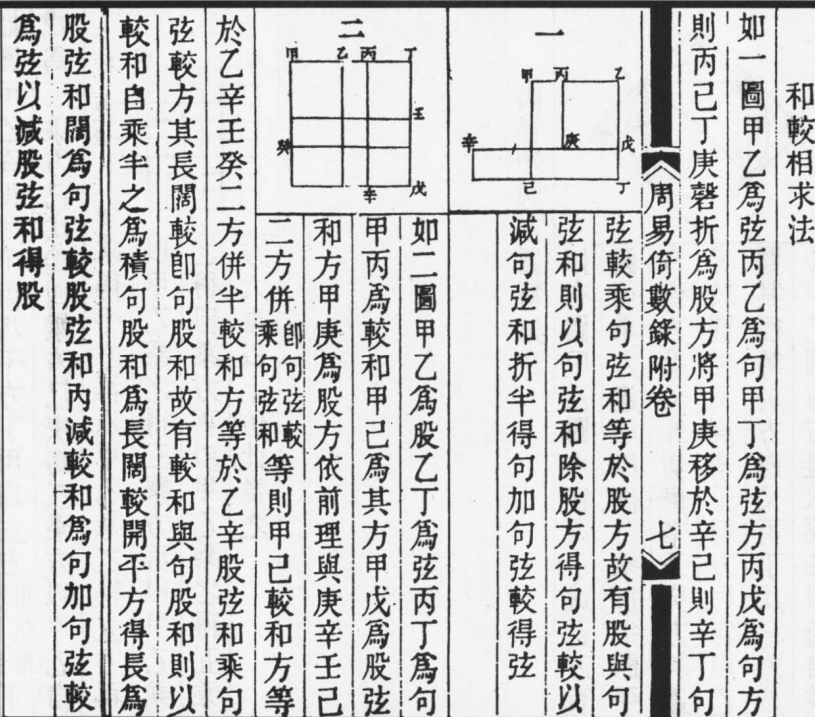 和較相求法
如一圖甲乙爲弦丙乙爲句甲丁爲弦方丙戊爲句方
則丙己丁庚磬折爲股方將甲庚移於辛己則辛丁句
周易倚數錄附卷 七
弦較乘句弦和等於股方故有股與句
弦和則以句弦和除股方得句弦較以
減句弦和折半得句加句弦較得弦
一
甲 丙 乙
辛 庚 戊
己 丁
如二圖甲乙爲股乙丁爲弦丙丁爲句
甲丙爲較和甲己爲其方甲戊爲股弦
和方甲庚爲股方依前理與庚辛壬己
二方併卽句弦較乘句弦和等則甲己較和方等
二
甲 乙 丙 丁
壬
癸
辛 戊
於乙辛壬癸二方併半較和方等於乙辛股弦和乘句
弦較方其長闊較卽句股和故有較和與句股和則以
較和自乘半之爲積句股和爲長闊較開平方得長爲
股弦和闊爲句弦較股弦和內減較和爲句加句弦較
爲弦以減股弦和得股